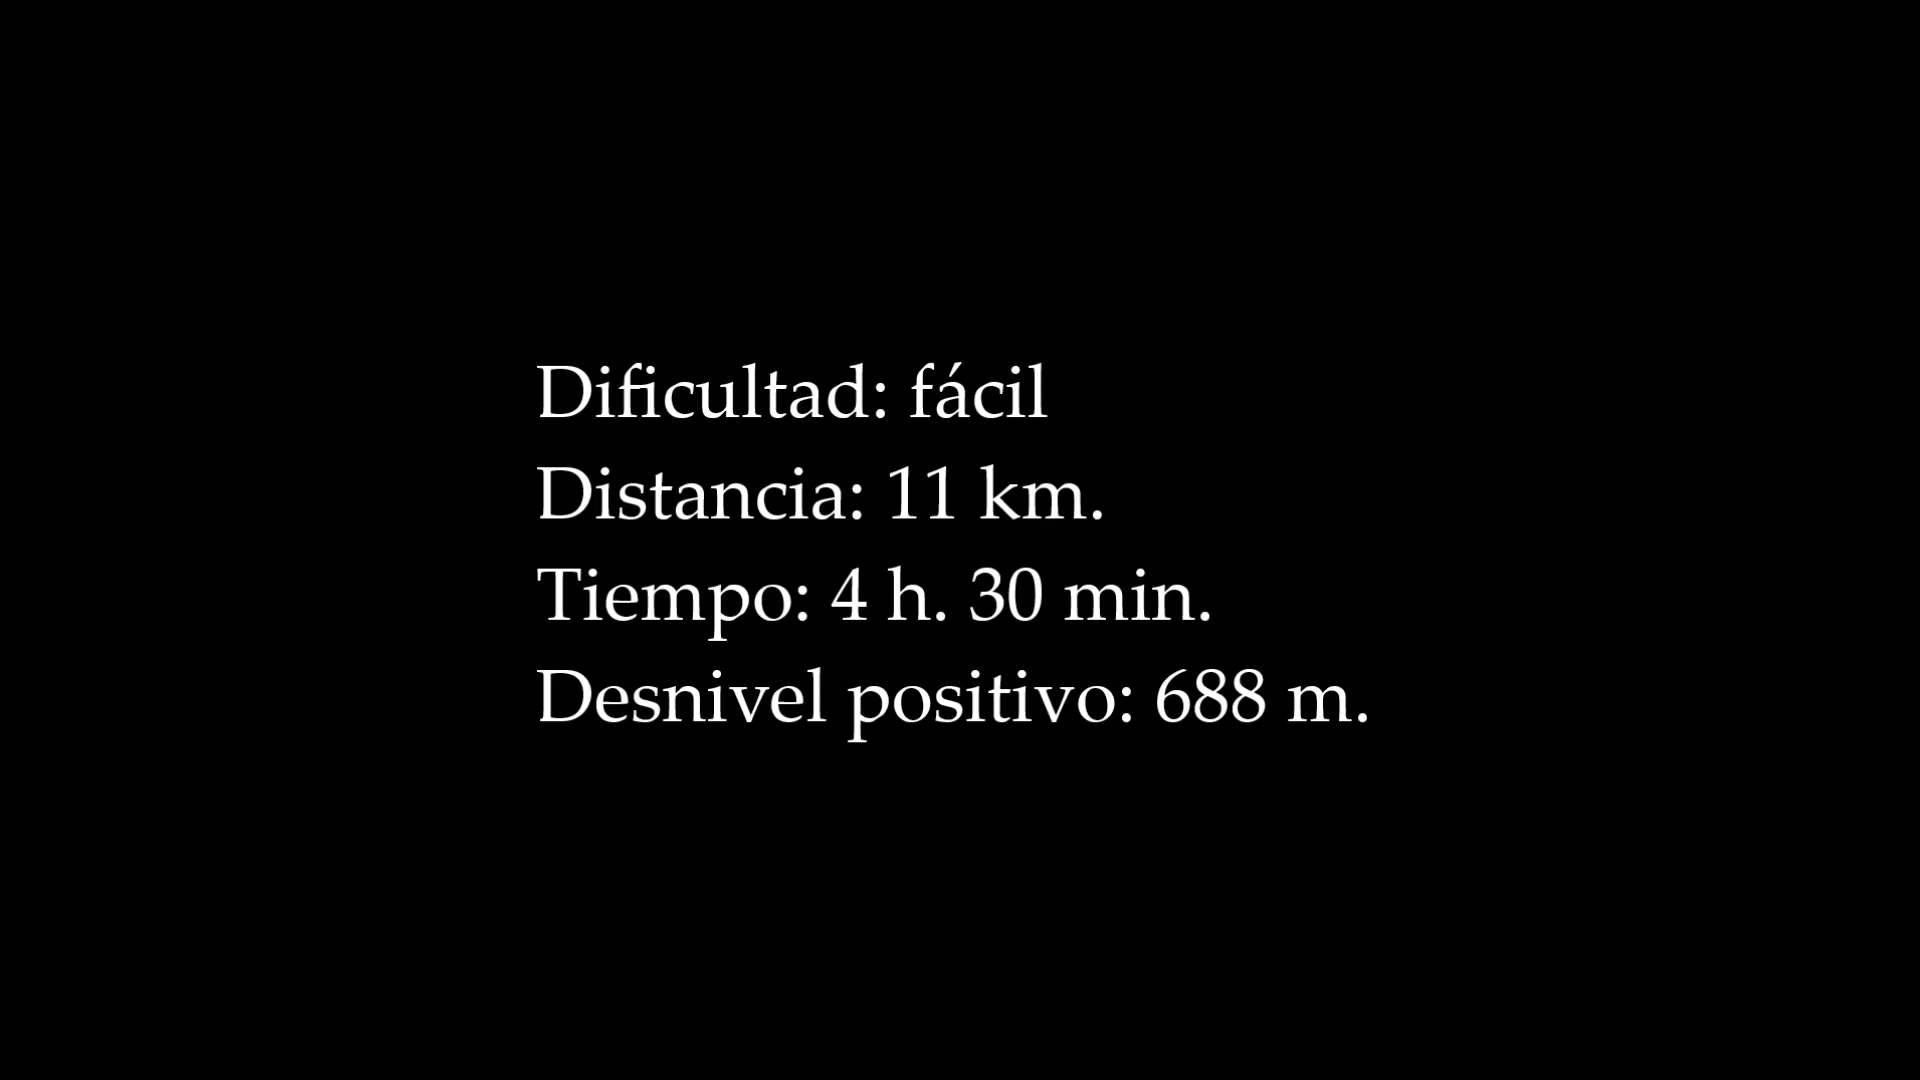 Dificultad: fácil
Distancia: 11 km.
Tiempo: 4 h. 30 min.
Desnivel positivo: 688 m.